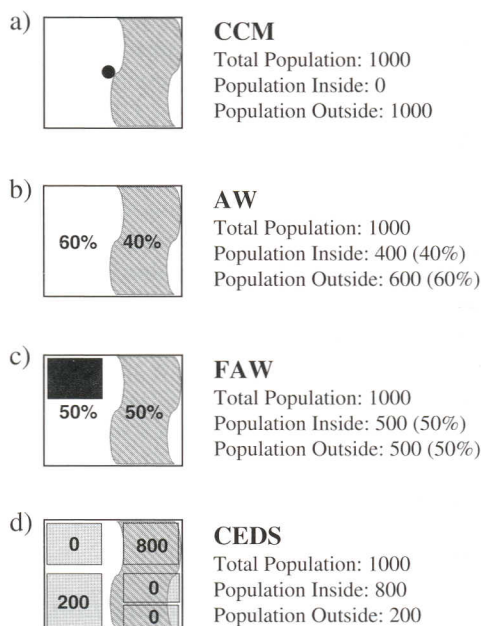 a)
CCM
Total Population: 1000
Population Inside: 0
Population Outside: 1000
b)
60% 40%
AW
Total Population: 1000
Population Inside: 400 (40%)
Population Outside: 600 (60%)
c)
50% 50%
FAW
Total Population: 1000
Population Inside: 500 (50%)
Population Outside: 500 (50%)
d)
0 800
200 0
0
CEDS
Total Population: 1000
Population Inside: 800
Population Outside: 200